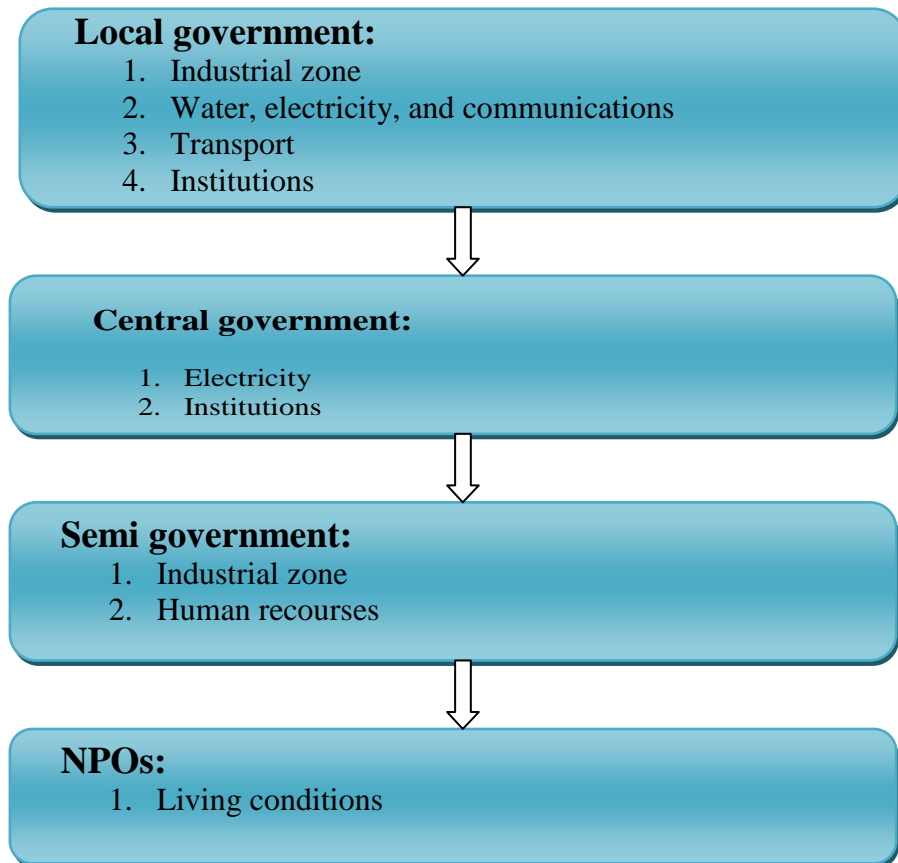 Local government:
1. Industrial zone
2. Water, electricity, and communications
3. Transport
4. Institutions
Central government:
1. Electricity
2. Institutions
Semi government:
1. Industrial zone
2. Human recourses
NPOs:
1. Living conditions